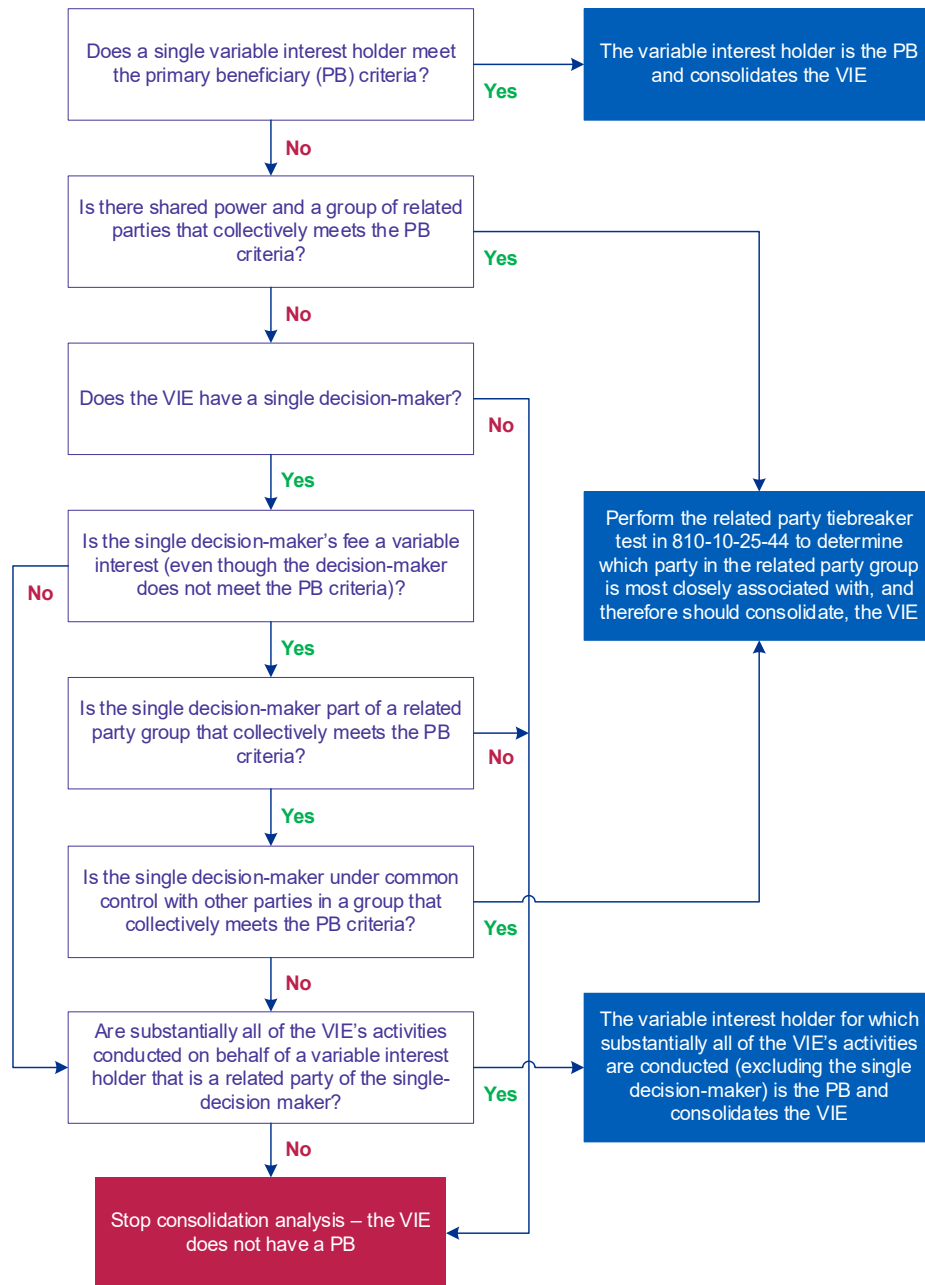 Does a single variable interest holder meet
the primary beneficiary (PB) criteria?
Yes
The variable interest holder is the PB
and consolidates the VIE
No
Is there shared power and a group of related
parties that collectively meets the PB
criteria?
Yes
No
Does the VIE have a single decision-maker?
No
Yes
Is the single decision-maker's fee a variable
interest (even though the decision-maker
does not meet the PB criteria)?
No
Perform the related party tiebreaker
test in 810-10-25-44 to determine
which party in the related party group
is most closely associated with, and
therefore should consolidate, the VIE
Yes
Is the single decision-maker part of a related
party group that collectively meets the PB
criteria?
No
Yes
Is the single decision-maker under common
control with other parties in a group that
collectively meets the PB criteria?
Yes
No
Are substantially all of the VIE's activities
conducted on behalf of a variable interest
holder that is a related party of the single-
decision maker?
Yes
The variable interest holder for which
substantially all of the VIE's activities
are conducted (excluding the single
decision-maker) is the PB and
consolidates the VIE
No
Stop consolidation analysis – the VIE
does not have a PB